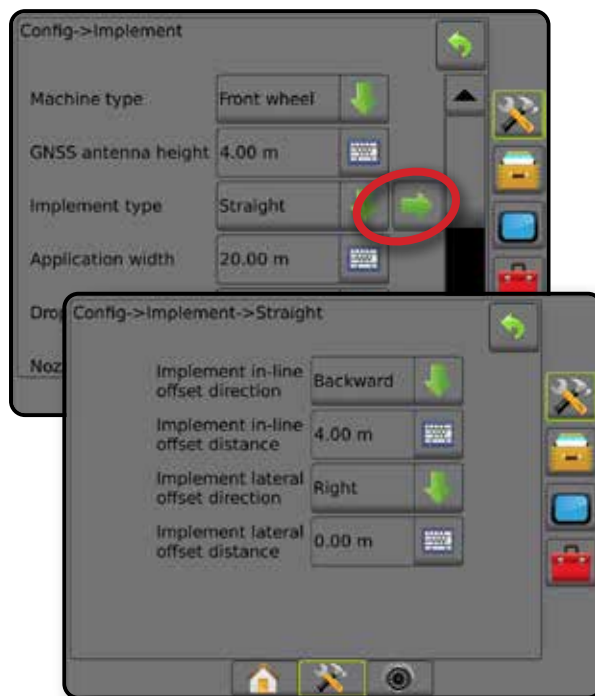 Config->Implement
Machine type Front wheel
GNSS antenna height 4.00 m
Implement type Straight
Application width 20.00 m
Config->Implement->Straight
Implement in-line
offset direction Backward
Implement in-line
offset distance 4.00 m
Implement lateral
offset direction Right
Implement lateral
offset distance 0.00 m